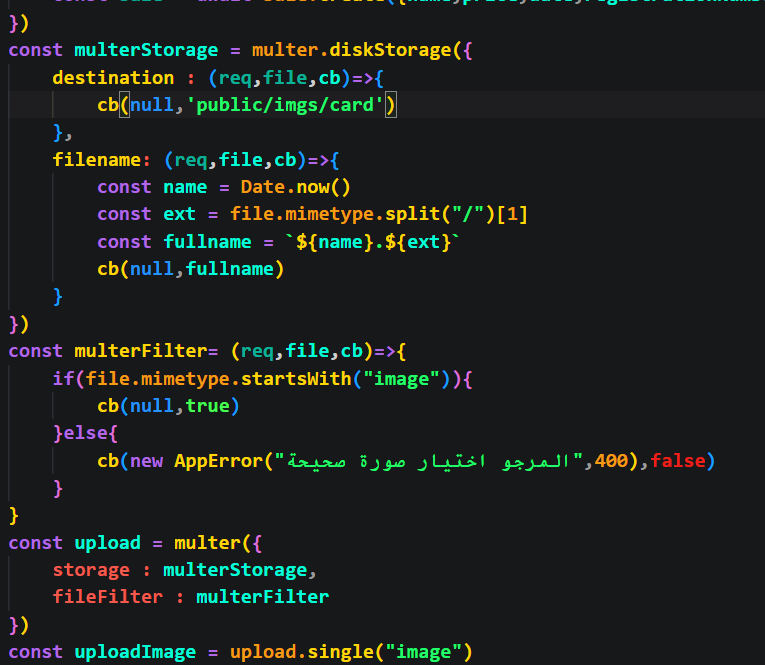 })
const multerStorage = multer.diskStorage({
    destination : (req,file,cb)=>{
        cb(null,'public/imgs/card')
    },
    filename: (req,file,cb)=>{
        const name = Date.now()
        const ext = file.mimetype.split("/")[1]
        const fullname = `${name}.${ext}`
        cb(null,fullname)
    }
})
const multerFilter= (req,file,cb)=>{
    if(file.mimetype.startsWith("image")){
        cb(null,true)
    }else{
        cb(new AppError("المرجو اختيار صورة صحيحة",400),false)
    }
}
const upload = multer({
    storage : multerStorage,
    fileFilter : multerFilter
})
const uploadImage = upload.single("image")